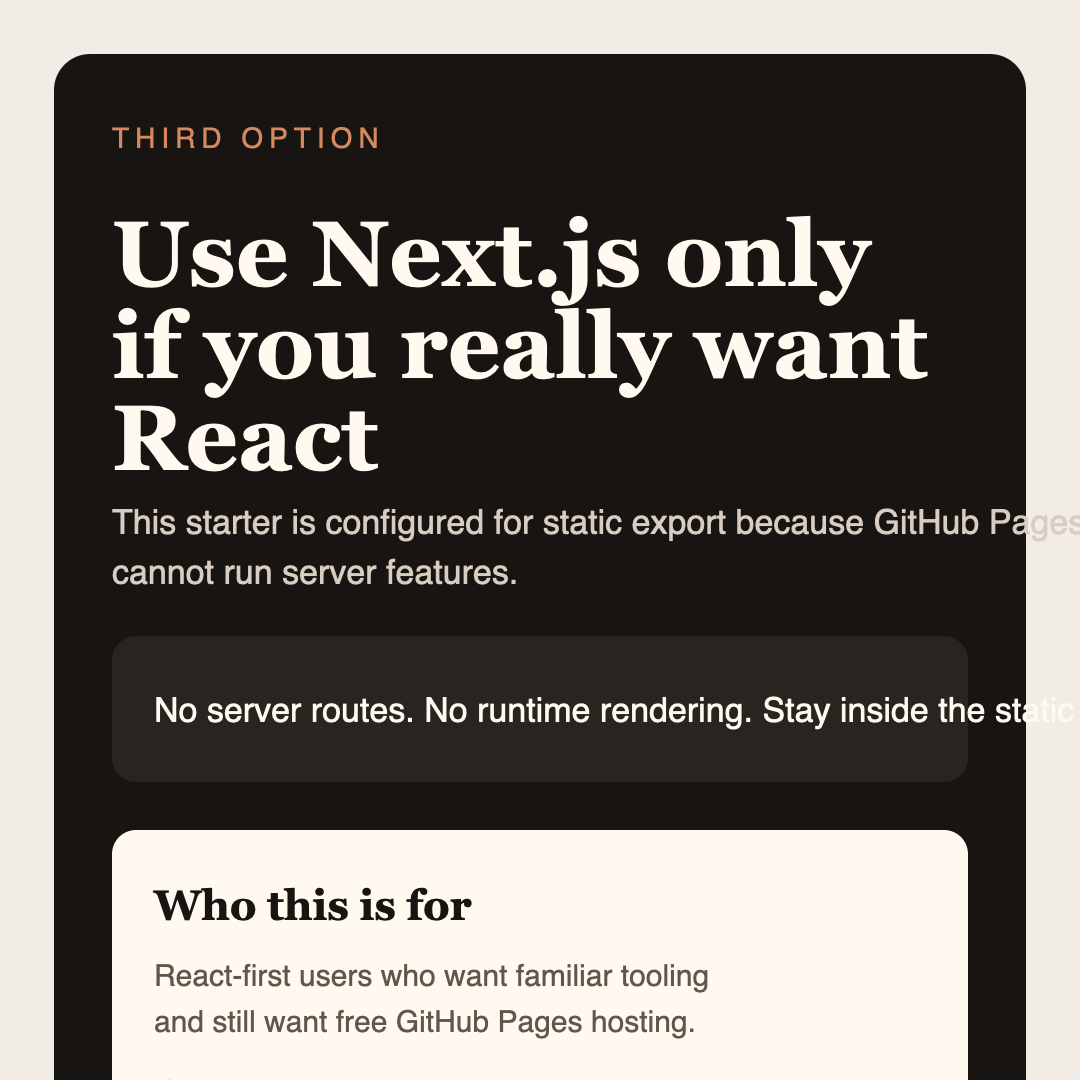 THIRD OPTION
Use Next.js only
if you really want
React
This starter is configured for static export because GitHub Pages
cannot run server features.
No server routes. No runtime rendering. Stay inside the static
Who this is for
React-first users who want familiar tooling
and still want free GitHub Pages hosting.